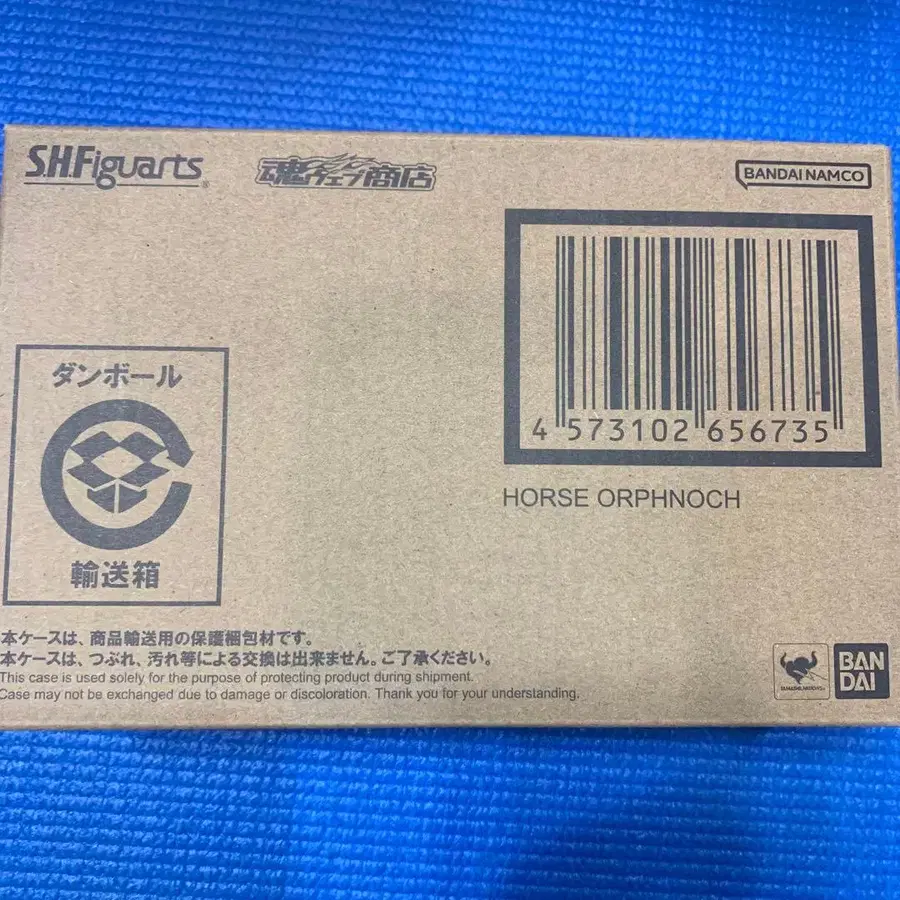 S.H.Figuarts®
魂ウェブ商店
BANDAI NAMCO
4 573102 656735
HORSE ORPHNOCH
ダンボール
輸送箱
本ケースは、商品輸送用の保護梱包材です。
本ケースは、つぶれ、汚れ等による交換は出来ません。ご了承ください。
This case is used solely for the purpose of protecting product during shipment.
Case may not be exchanged due to damage or discoloration. Thank you for your understanding.
TAMASHII NATIONS
BAN
DAI